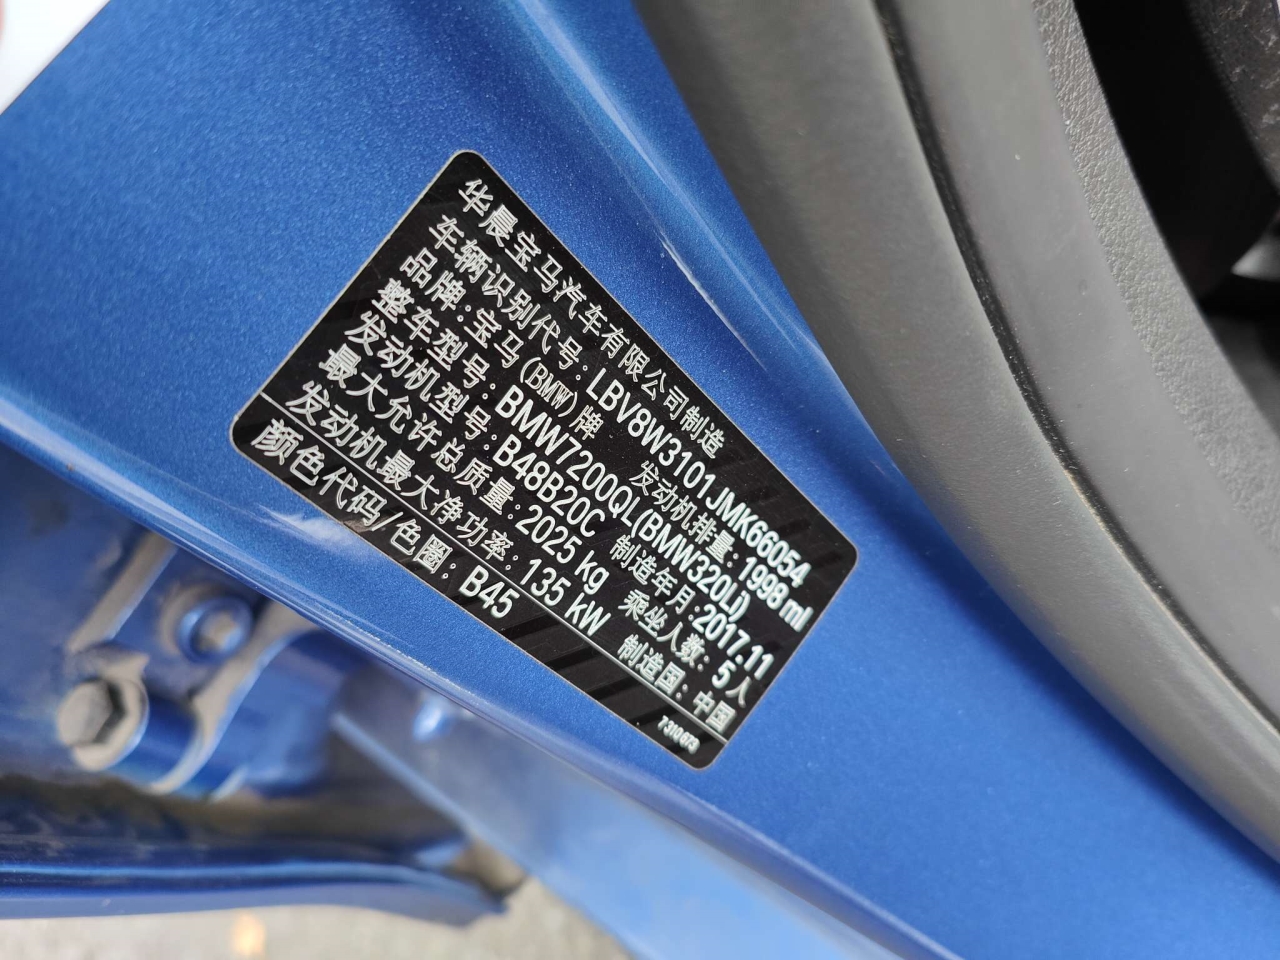 华晨宝马汽车有限公司制造
车辆识别代号: LBV8W3101JMK66054
品牌: 宝马(BMW)牌 发动机排量: 1998 ml
整车型号: BMW7200QL(BMW320Li)
发动机型号: B48B20C 制造年月: 2017.11
最大允许总质量: 2025 kg 乘坐人数: 5人
发动机最大净功率: 135 kW 制造国: 中国
颜色代码/色圈: B45
7310673